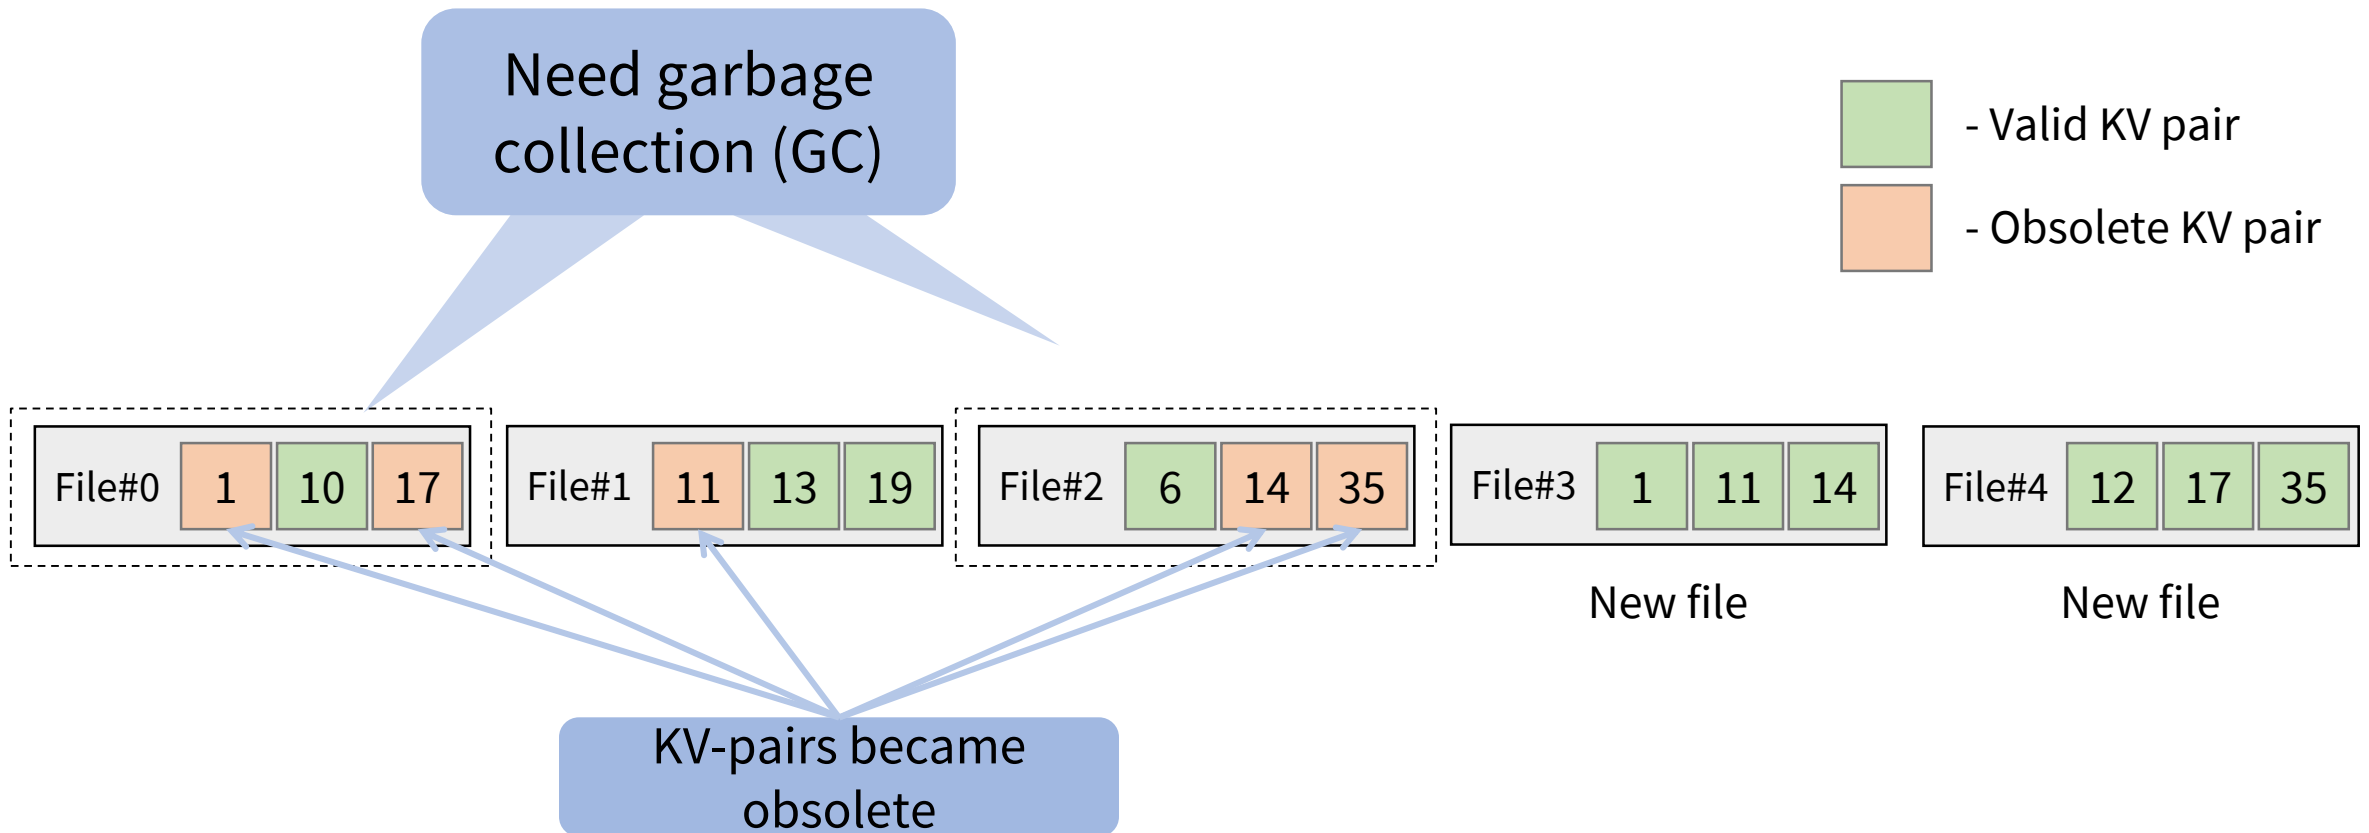 Need garbage
collection (GC)
- Valid KV pair
- Obsolete KV pair
File#0 1 10 17
File#1 11 13 19
File#2 6 14 35
File#3 1 11 14
File#4 12 17 35
New file
New file
KV-pairs became
obsolete